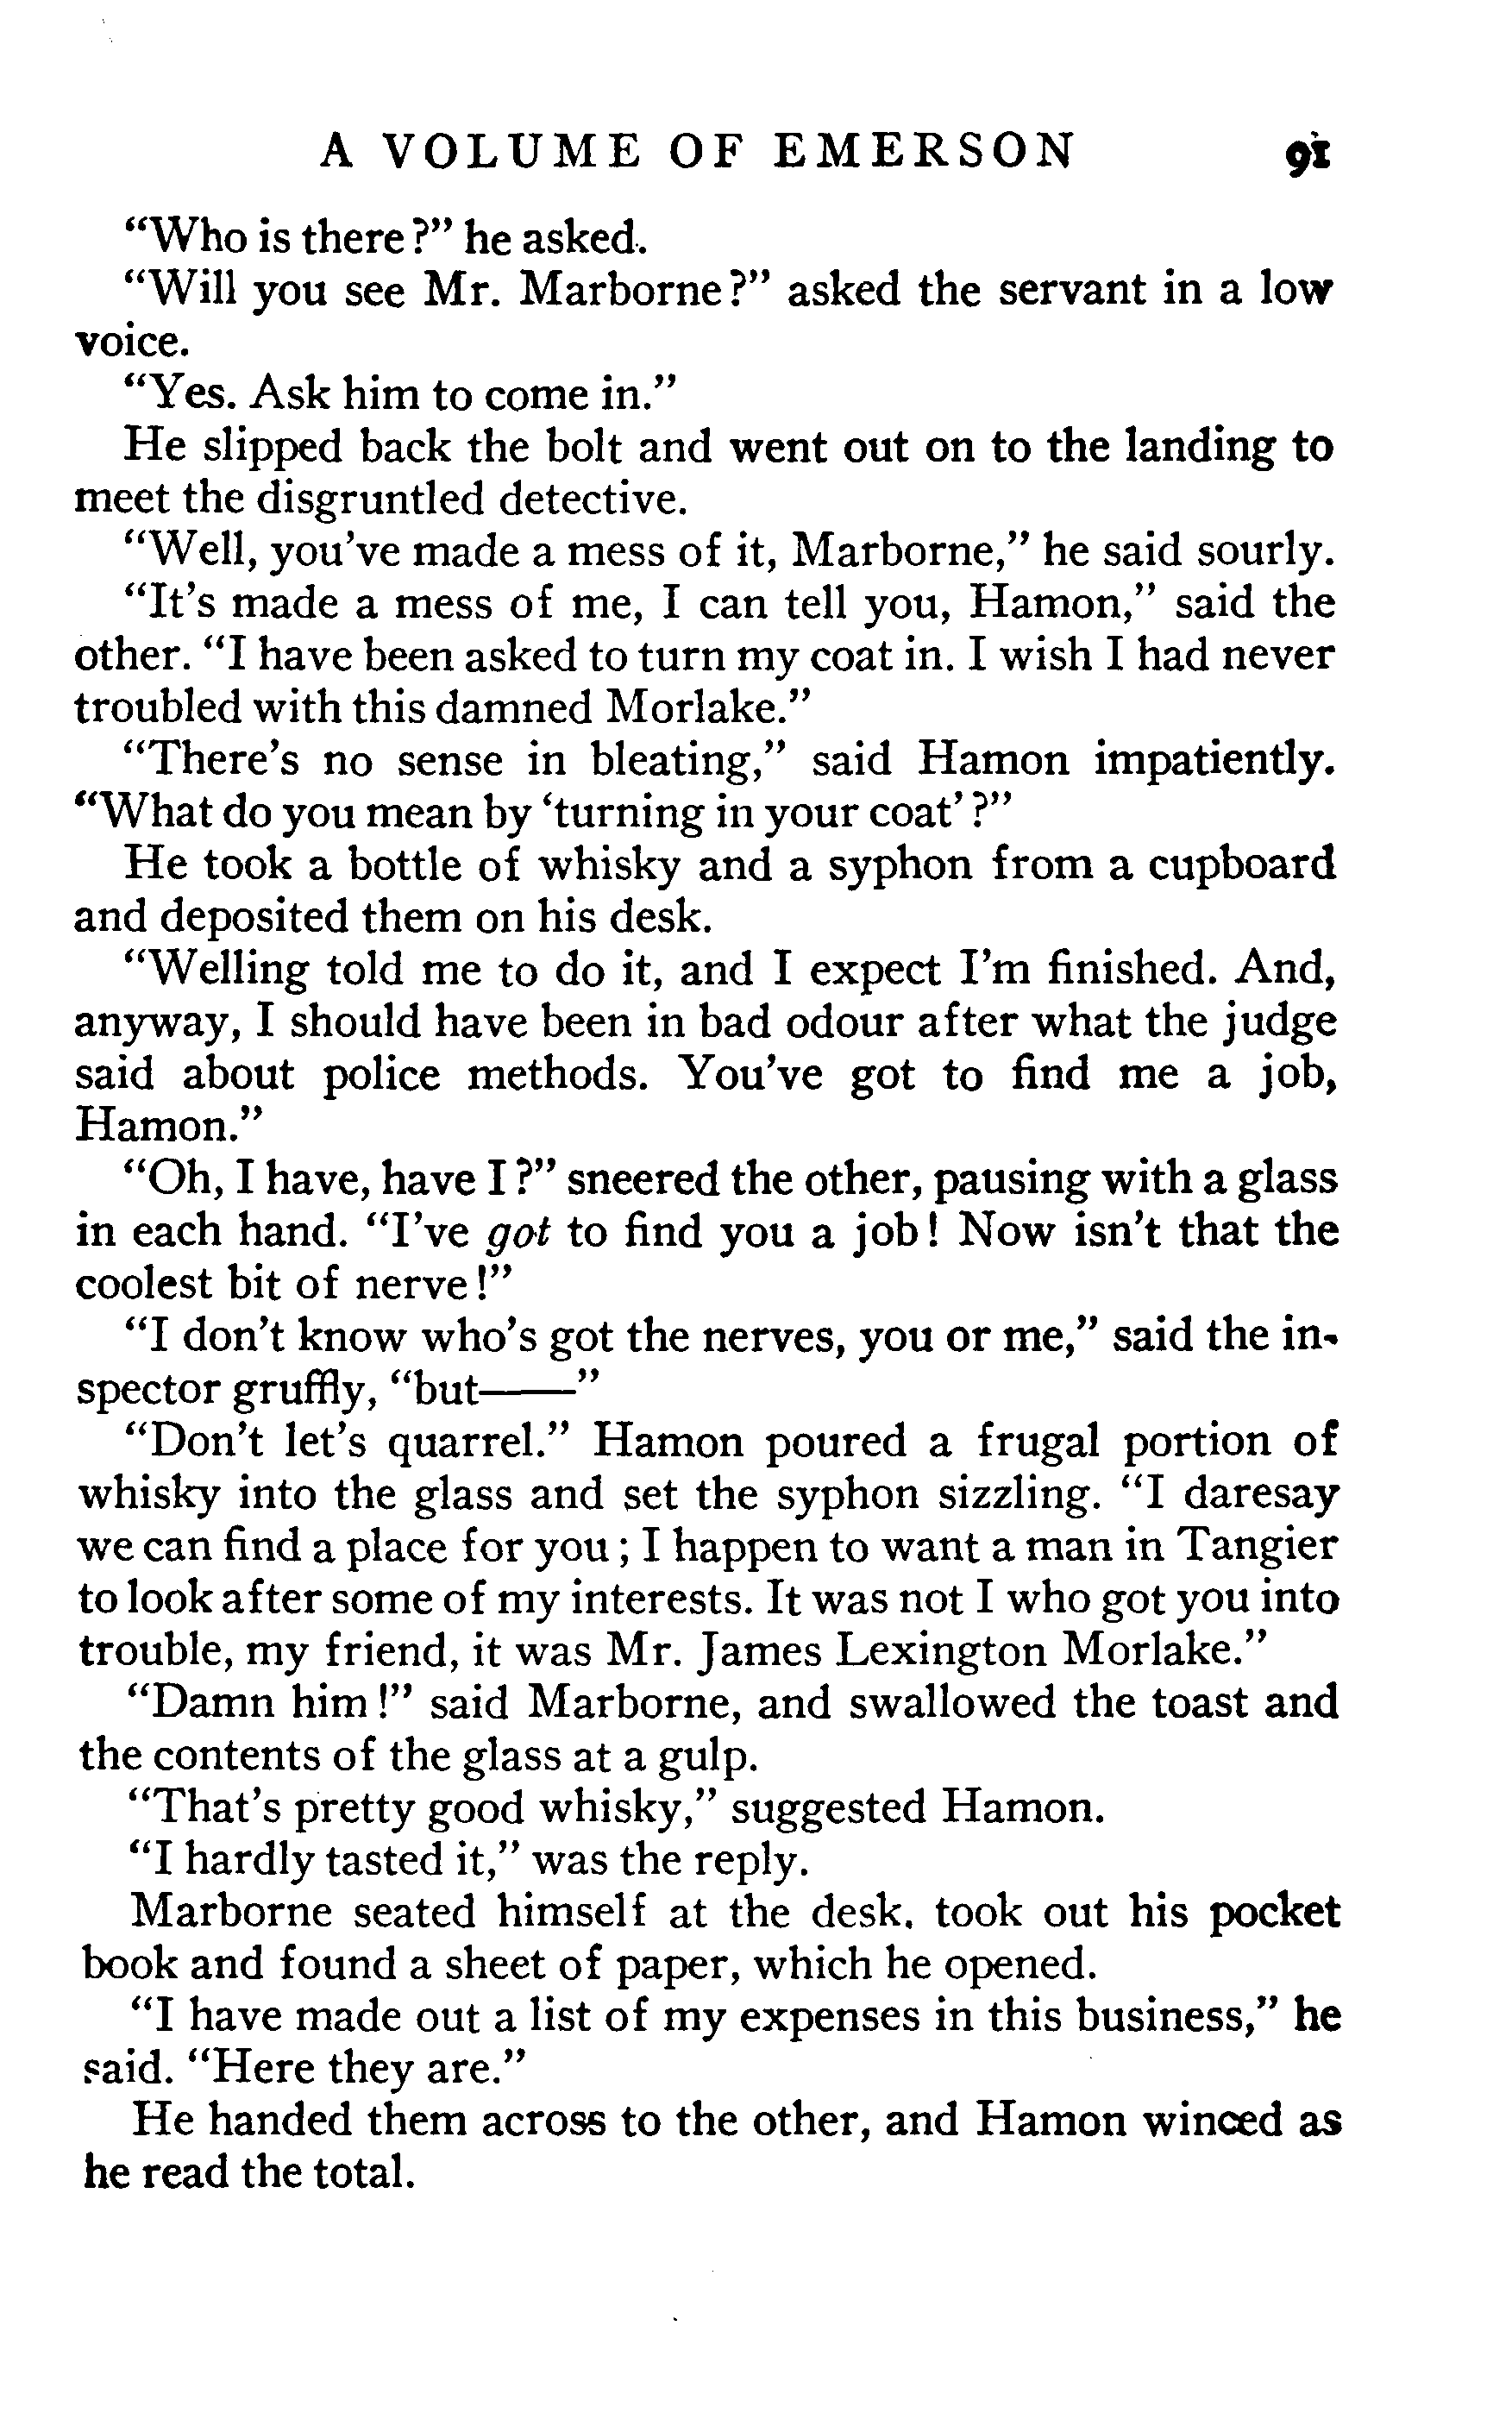 A VOLUME OF EMERSON 91
"Who is there?" he asked.
"Will you see Mr. Marborne?" asked the servant in a low
voice.
"Yes. Ask him to come in."
He slipped back the bolt and went out on to the landing to
meet the disgruntled detective.
"Well, you've made a mess of it, Marborne," he said sourly.
"It's made a mess of me, I can tell you, Hamon," said the
other. "I have been asked to turn my coat in. I wish I had never
troubled with this damned Morlake."
"There's no sense in bleating," said Hamon impatiently.
"What do you mean by 'turning in your coat'?"
He took a bottle of whisky and a syphon from a cupboard
and deposited them on his desk.
"Welling told me to do it, and I expect I'm finished. And,
anyway, I should have been in bad odour after what the judge
said about police methods. You've got to find me a job,
Hamon."
"Oh, I have, have I?" sneered the other, pausing with a glass
in each hand. "I've got to find you a job! Now isn't that the
coolest bit of nerve!"
"I don't know who's got the nerves, you or me," said the in-
spector gruffly, "but——"
"Don't let's quarrel." Hamon poured a frugal portion of
whisky into the glass and set the syphon sizzling. "I daresay
we can find a place for you; I happen to want a man in Tangier
to look after some of my interests. It was not I who got you into
trouble, my friend, it was Mr. James Lexington Morlake."
"Damn him!" said Marborne, and swallowed the toast and
the contents of the glass at a gulp.
"That's pretty good whisky," suggested Hamon.
"I hardly tasted it," was the reply.
Marborne seated himself at the desk, took out his pocket
book and found a sheet of paper, which he opened.
"I have made out a list of my expenses in this business," he
said. "Here they are."
He handed them across to the other, and Hamon winced as
he read the total.